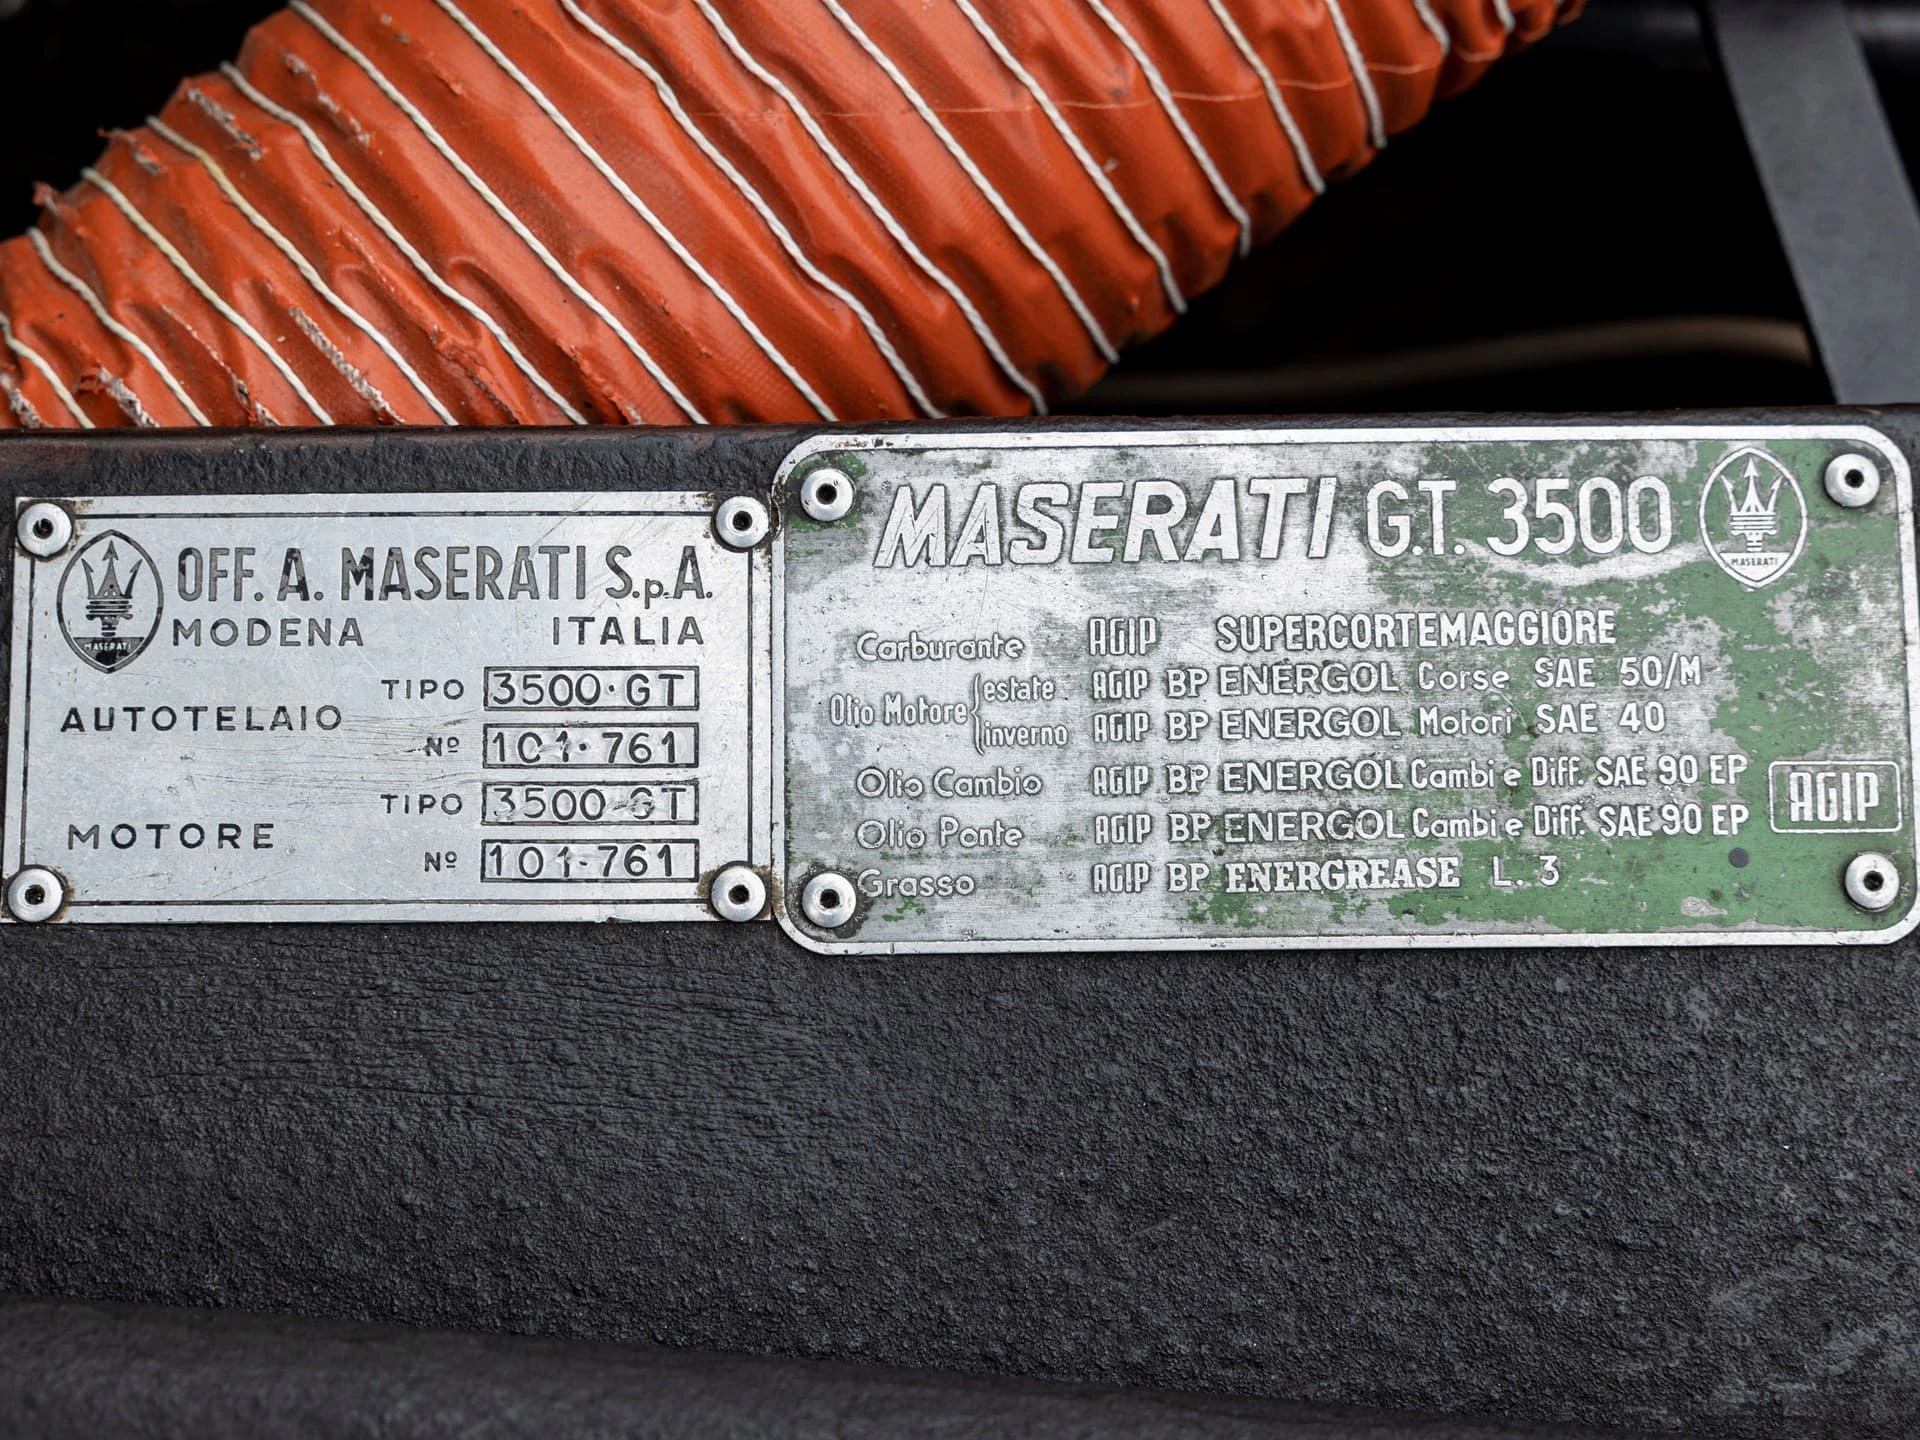 OFF. A. MASERATI S.p.A.
MODENA ITALIA
MASERATI
AUTOTELAIO
TIPO 3500·GT
Nº 101·761
MOTORE
TIPO 3500-GT
Nº 101-761
MASERATI G.T. 3500
MASERATI
Carburante AGIP SUPERCORTEMAGGIORE
Olio Motore
estate AGIP BP ENERGOL Corse SAE 50/M
inverno AGIP BP ENERGOL Motori SAE 40
Olio Cambio AGIP BP ENERGOL Cambi e Diff. SAE 90 EP
Olio Ponte AGIP BP ENERGOL Cambi e Diff. SAE 90 EP
Grasso AGIP BP ENERGREASE L. 3
AGIP